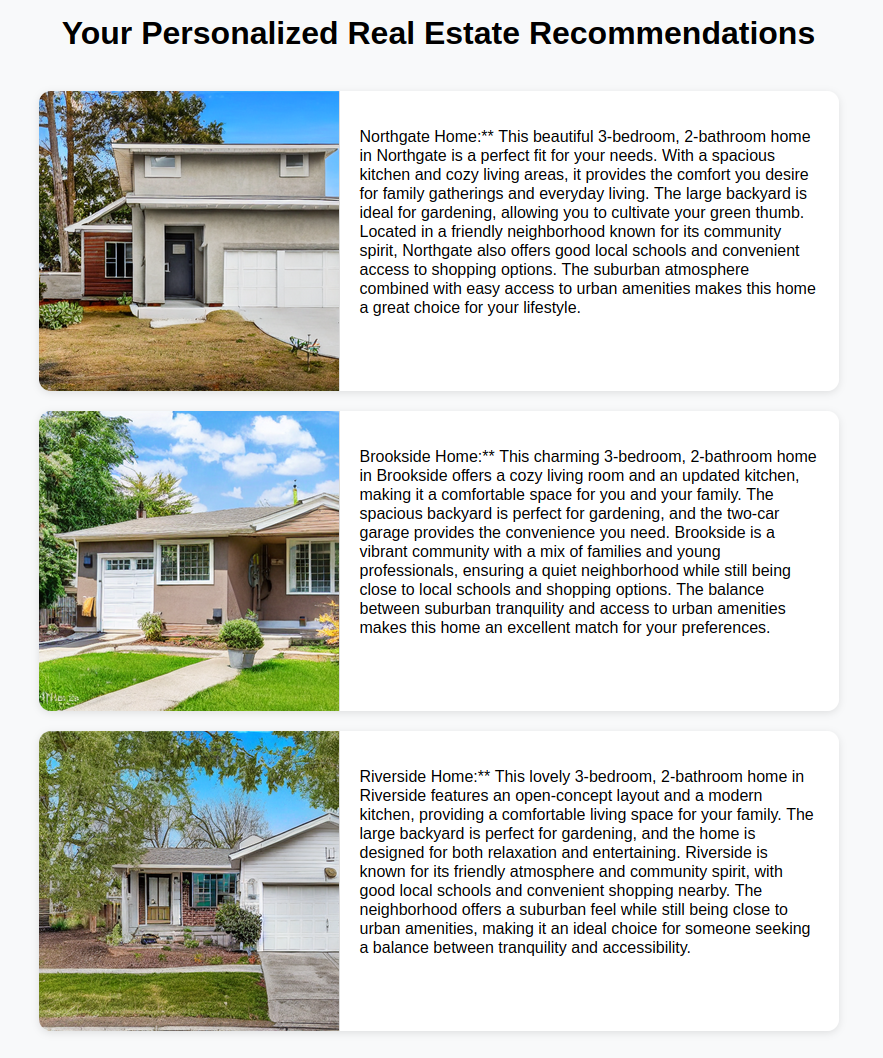 Your Personalized Real Estate Recommendations
Northgate Home:** This beautiful 3-bedroom, 2-bathroom home
in Northgate is a perfect fit for your needs. With a spacious
kitchen and cozy living areas, it provides the comfort you desire
for family gatherings and everyday living. The large backyard is
ideal for gardening, allowing you to cultivate your green thumb.
Located in a friendly neighborhood known for its community
spirit, Northgate also offers good local schools and convenient
access to shopping options. The suburban atmosphere
combined with easy access to urban amenities makes this home
a great choice for your lifestyle.
Brookside Home:** This charming 3-bedroom, 2-bathroom home
in Brookside offers a cozy living room and an updated kitchen,
making it a comfortable space for you and your family. The
spacious backyard is perfect for gardening, and the two-car
garage provides the convenience you need. Brookside is a
vibrant community with a mix of families and young
professionals, ensuring a quiet neighborhood while still being
close to local schools and shopping options. The balance
between suburban tranquility and access to urban amenities
makes this home an excellent match for your preferences.
Riverside Home:** This lovely 3-bedroom, 2-bathroom home in
Riverside features an open-concept layout and a modern
kitchen, providing a comfortable living space for your family. The
large backyard is perfect for gardening, and the home is
designed for both relaxation and entertaining. Riverside is
known for its friendly atmosphere and community spirit, with
good local schools and convenient shopping nearby. The
neighborhood offers a suburban feel while still being close to
urban amenities, making it an ideal choice for someone seeking
a balance between tranquility and accessibility.